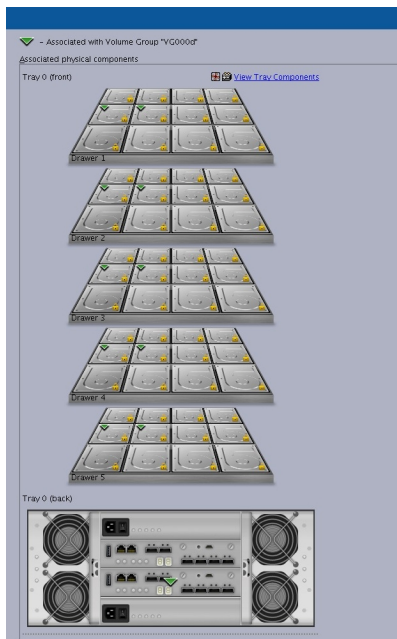 - Associated with Volume Group "VG000d"
Associated physical components
Tray 0 (front)
View Tray Components
Drawer 1
Drawer 2
Drawer 3
Drawer 4
Drawer 5
Tray 0 (back)